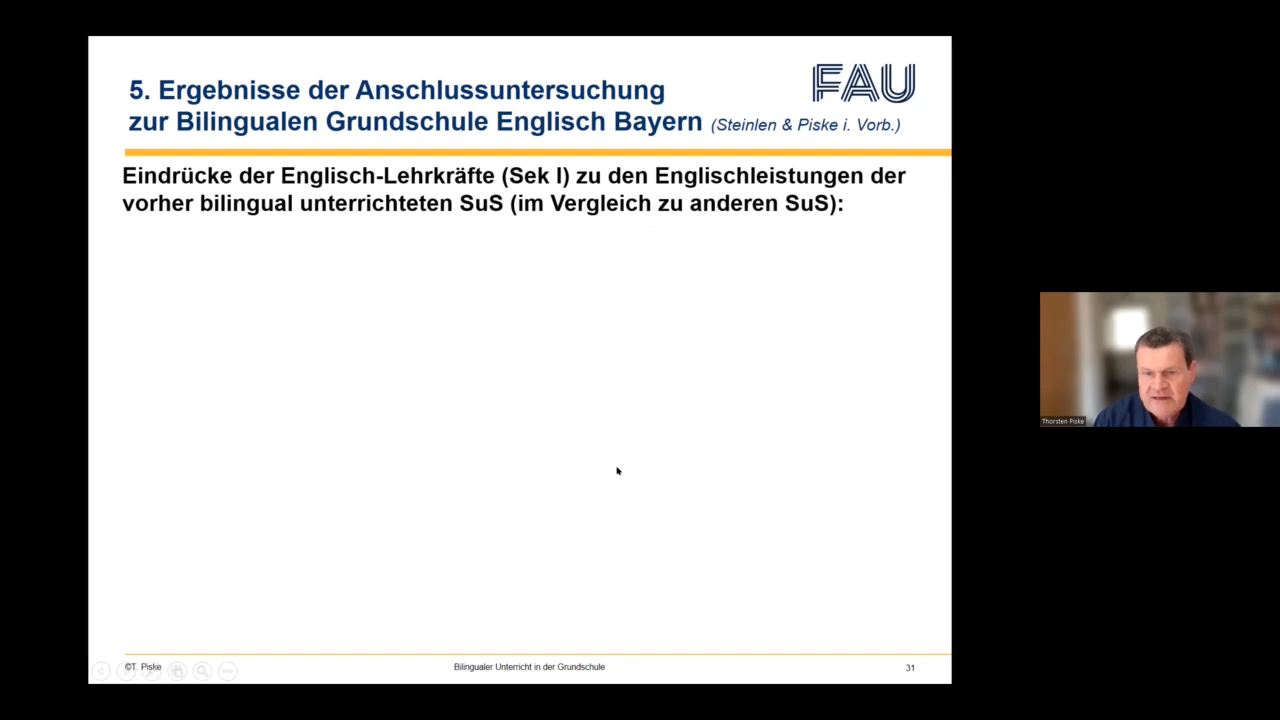 5. Ergebnisse der Anschlussuntersuchung
zur Bilingualen Grundschule Englisch Bayern (Steinlen & Piske i. Vorb.)
FAU
Eindrücke der Englisch-Lehrkräfte (Sek I) zu den Englischleistungen der
vorher bilingual unterrichteten SuS (im Vergleich zu anderen SuS):
Thorsten Piske
©T. Piske
Bilingualer Unterricht in der Grundschule
31